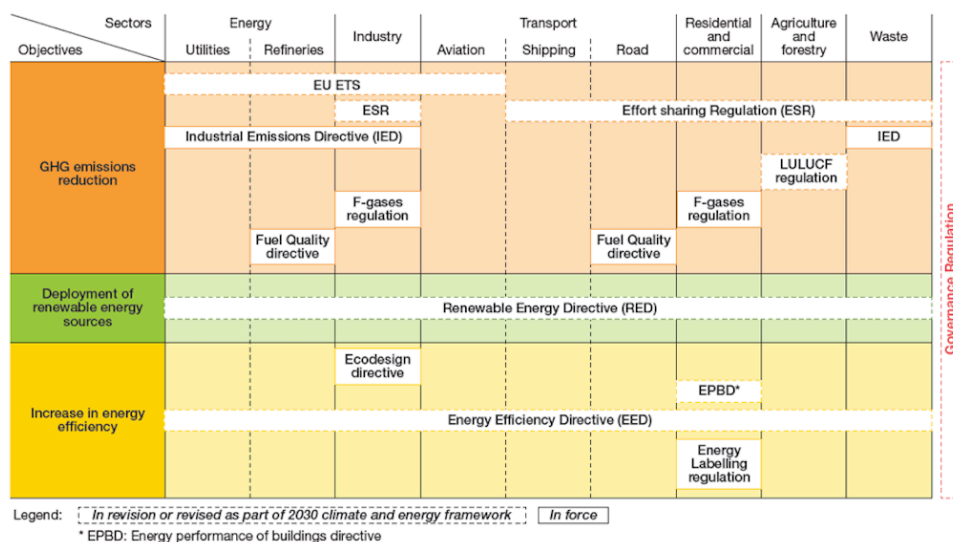 Sectors
Objectives
Energy
Utilities
Refineries
Industry
Transport
Aviation
Shipping
Road
Residential
and
commercial
Agriculture
and
forestry
Waste
GHG emissions
reduction
EU ETS
ESR
Effort sharing Regulation (ESR)
Industrial Emissions Directive (IED)
IED
LULUCF
regulation
F-gases
regulation
F-gases
regulation
Fuel Quality
directive
Fuel Quality
directive
Deployment of
renewable energy
sources
Renewable Energy Directive (RED)
Increase in energy
efficiency
Ecodesign
directive
EPBD*
Energy Efficiency Directive (EED)
Energy
Labelling
regulation
Governance Regulation
Legend: In revision or revised as part of 2030 climate and energy framework In force
* EPBD: Energy performance of buildings directive